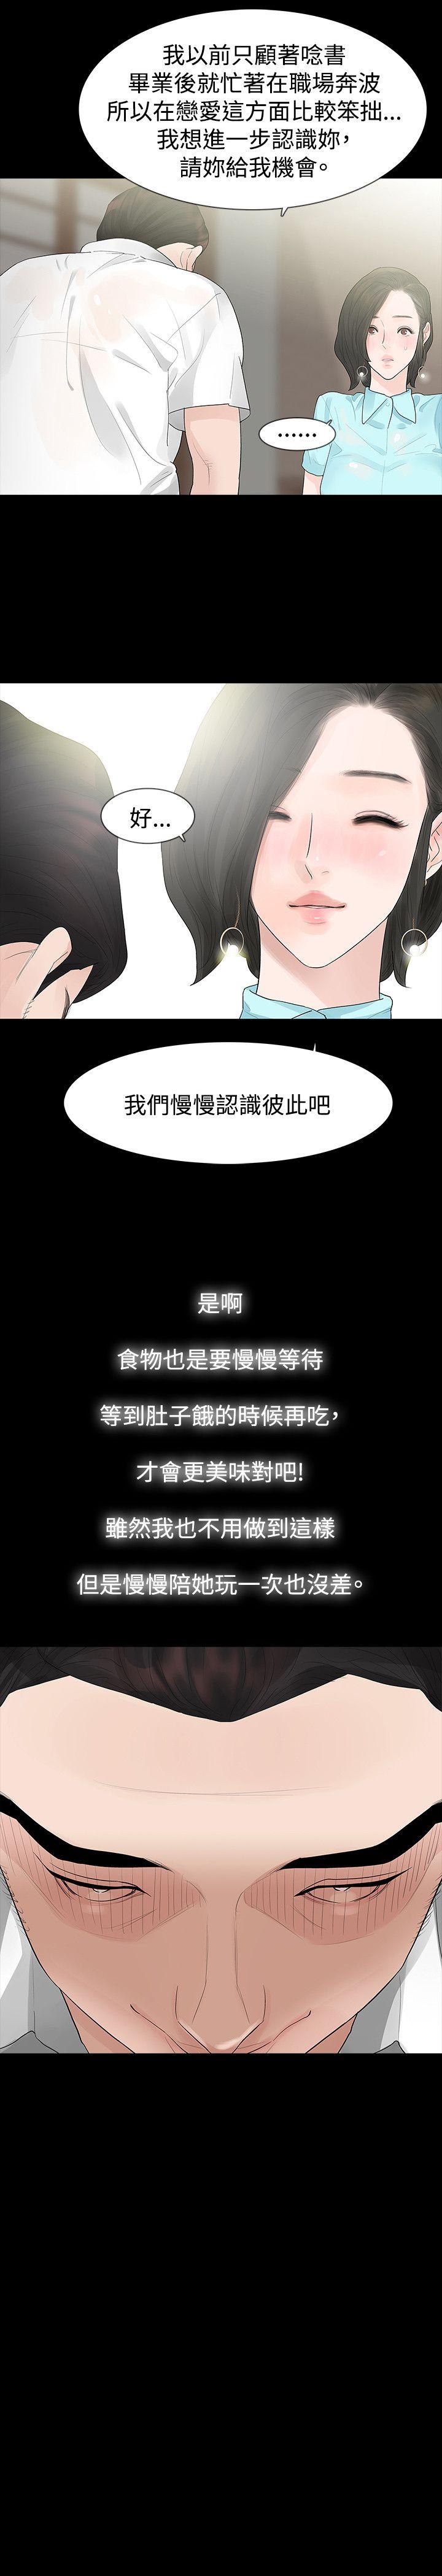 我以前只顧著唸書
畢業後就忙著在職場奔波
所以在戀愛這方面比較笨拙...
我想進一步認識妳，
請妳給我機會。
······
好...
我們慢慢認識彼此吧
是啊
食物也是要慢慢等待
等到肚子餓的時候再吃，
才會更美味對吧!
雖然我也不用做到這樣
但是慢慢陪她玩一次也沒差。